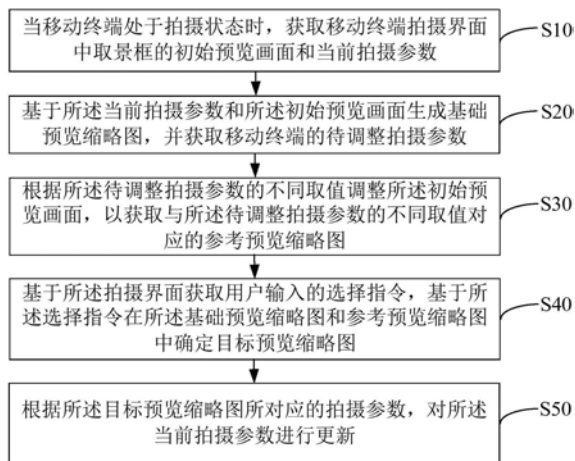 当移动终端处于拍摄状态时，获取移动终端拍摄界面
中取景框的初始预览画面和当前拍摄参数
S10
基于所述当前拍摄参数和所述初始预览画面生成基础
预览缩略图，并获取移动终端的待调整拍摄参数
S20
根据所述待调整拍摄参数的不同取值调整所述初始预
览画面，以获取与所述待调整拍摄参数的不同取值对
应的参考预览缩略图
S30
基于所述拍摄界面获取用户输入的选择指令，基于所
述选择指令在所述基础预览缩略图和参考预览缩略图
中确定目标预览缩略图
S40
根据所述目标预览缩略图所对应的拍摄参数，对所述
当前拍摄参数进行更新
S50